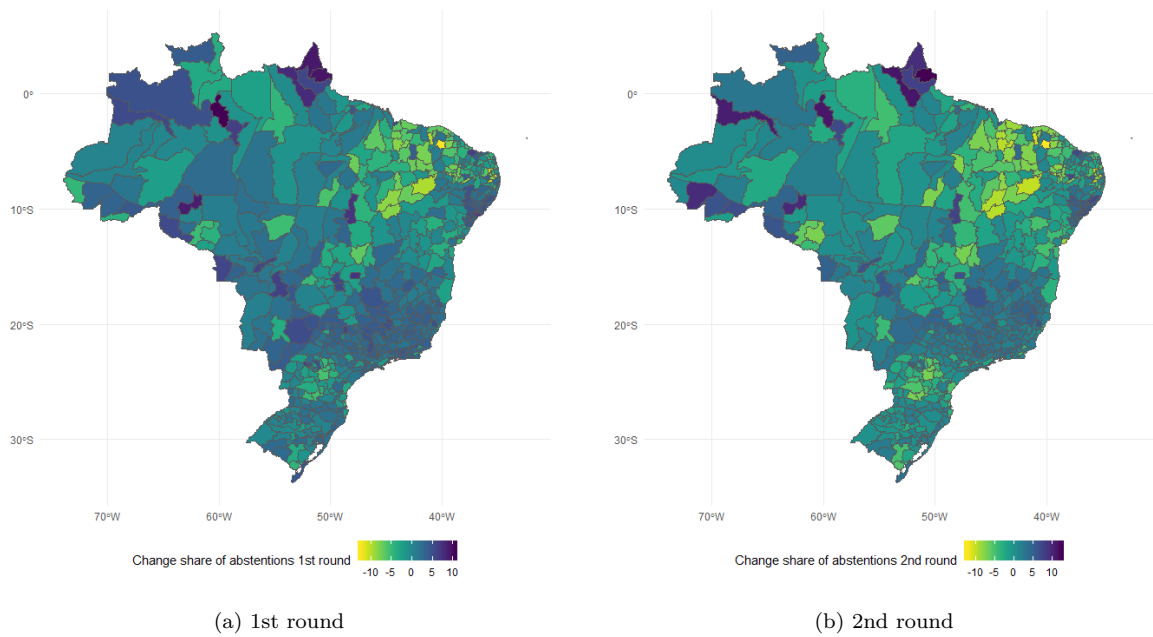 0°
10°S
20°S
30°S
70°W 60°W 50°W 40°W
Change share of abstentions 1st round
-10 -5 0 5 10
(a) 1st round
0°
10°S
20°S
30°S
70°W 60°W 50°W 40°W
Change share of abstentions 2nd round
-10 -5 0 5 10
(b) 2nd round